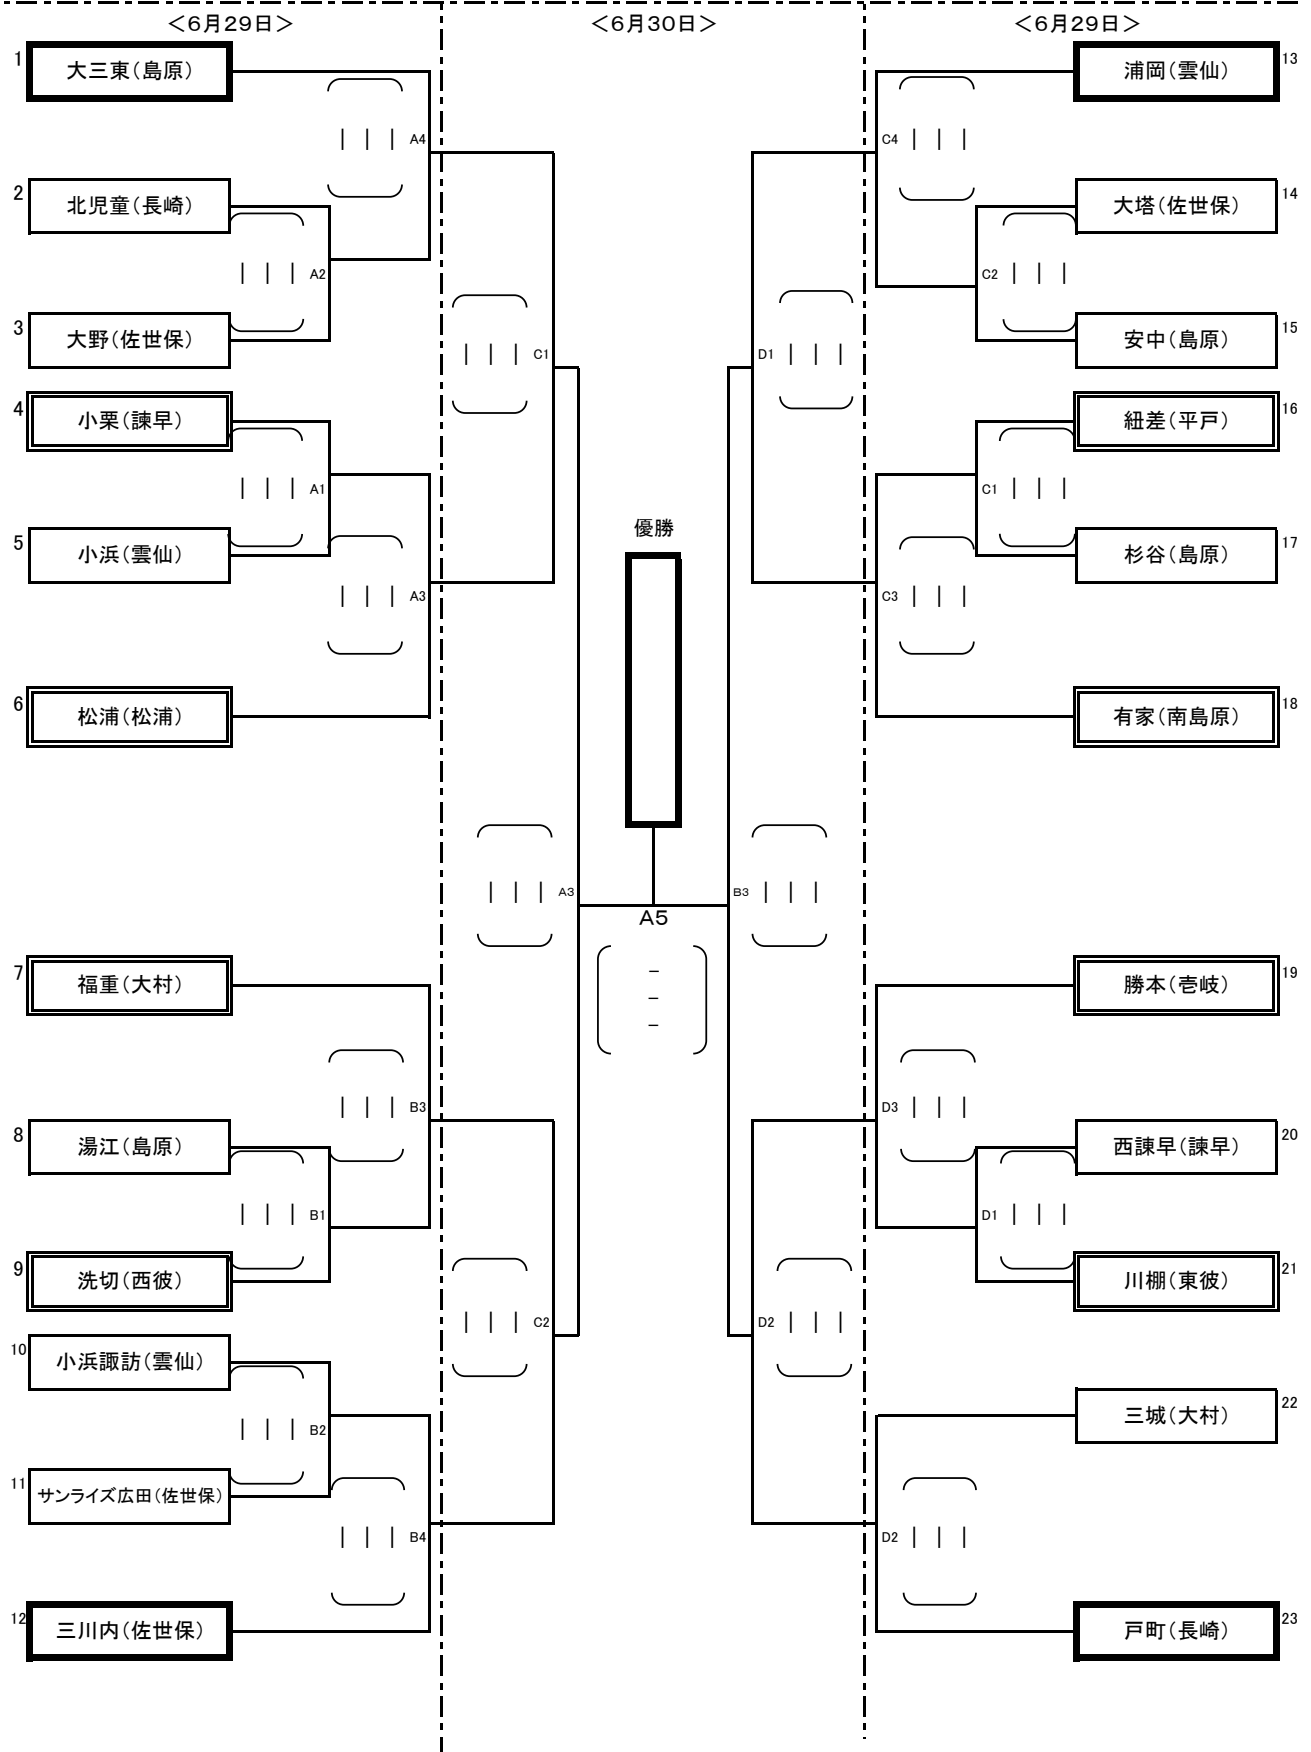 ＜6月29日＞
＜6月30日＞
＜6月29日＞
1
大三東(島原)
A4
2
北児童(長崎)
A2
3
大野(佐世保)
C1
4
小栗(諫早)
A1
5
小浜(雲仙)
A3
6
松浦(松浦)
7
福重(大村)
B3
8
湯江(島原)
B1
9
洗切(西彼)
C2
10
小浜諏訪(雲仙)
B2
11
サンライズ広田(佐世保)
B4
12
三川内(佐世保)
優勝
A3
A5
B3
－
－
－
13
浦岡(雲仙)
C4
14
大塔(佐世保)
C2
15
安中(島原)
D1
16
紐差(平戸)
C1
17
杉谷(島原)
C3
18
有家(南島原)
19
勝本(壱岐)
D3
20
西諫早(諫早)
D1
21
川棚(東彼)
D2
22
三城(大村)
D2
23
戸町(長崎)